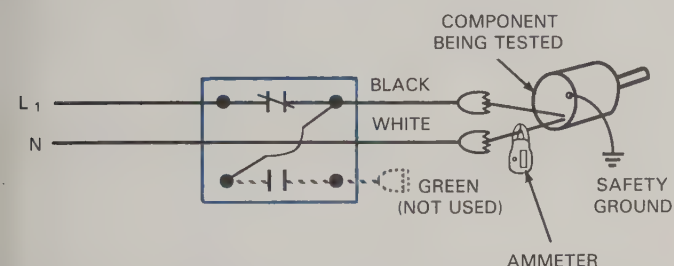 COMPONENT
BEING TESTED
BLACK
L1
WHITE
N
GREEN
(NOT USED)
SAFETY
GROUND
AMMETER